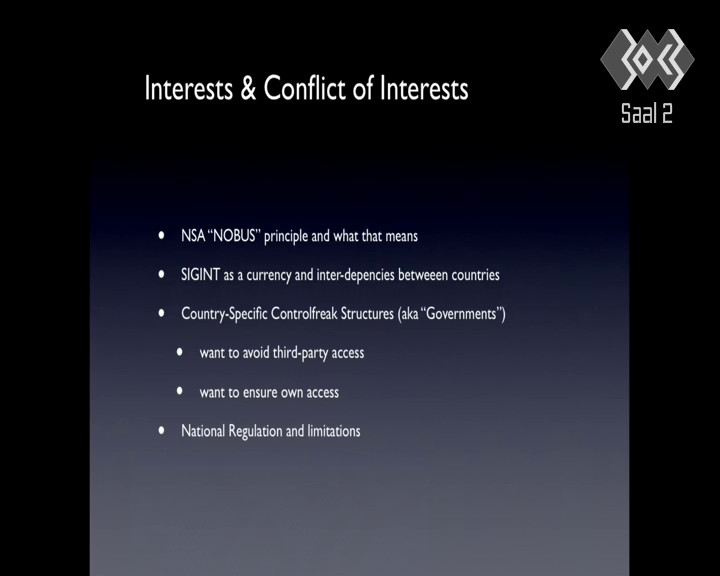 Interests & Conflict of Interests
Saal 2
• NSA “NOBUS” principle and what that means
• SIGINT as a currency and inter-depencies betweeen countries
• Country-Specific Controlfreak Structures (aka “Governments”)
• want to avoid third-party access
• want to ensure own access
• National Regulation and limitations